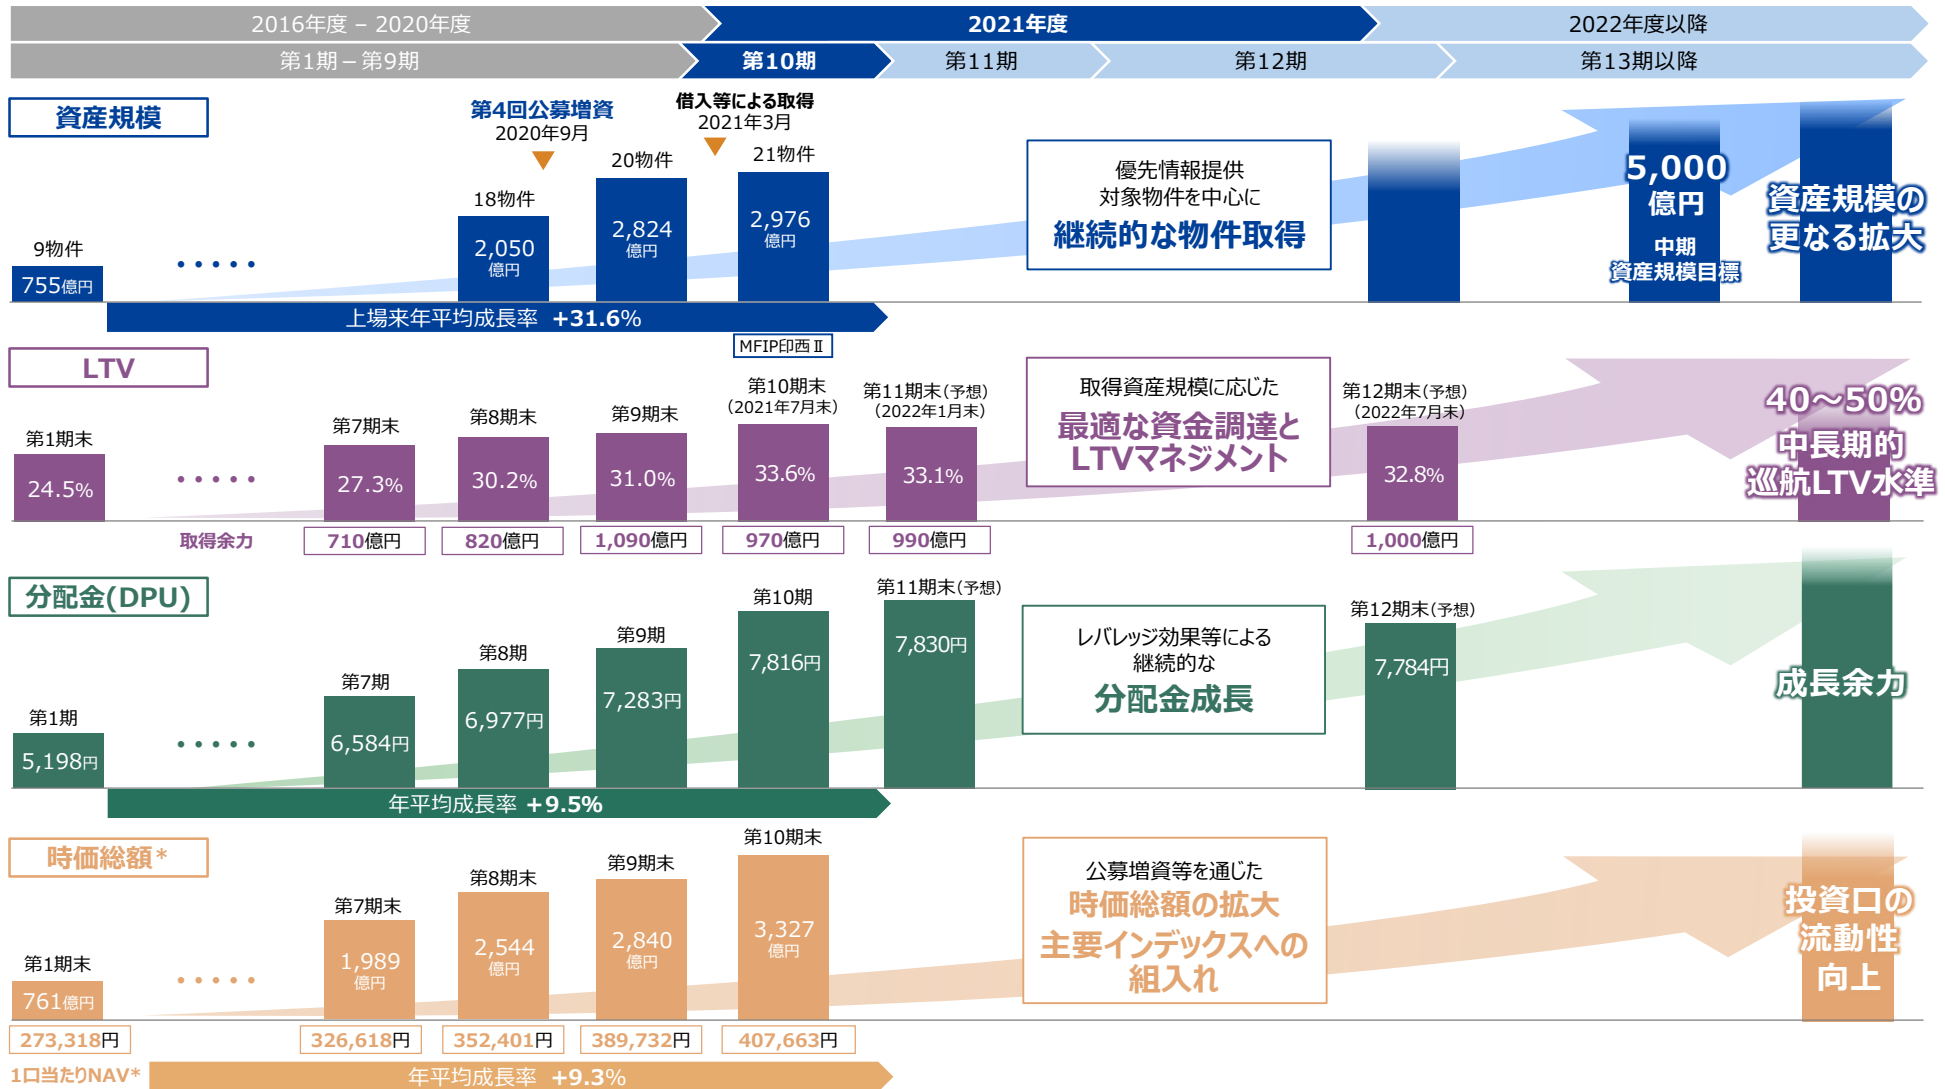 2016年度 – 2020年度
2021年度
2022年度以降
第1期 – 第9期
第10期
第11期
第12期
第13期以降
資産規模
第4回公募増資
2020年9月
借入等による取得
2021年3月
9物件
755億円
18物件
2,050
億円
20物件
2,824
億円
21物件
2,976
億円
優先情報提供
対象物件を中心に
継続的な物件取得
5,000
億円
中期
資産規模目標
資産規模の
更なる拡大
上場来年平均成長率 +31.6%
MFIP印西Ⅱ
LTV
第1期末
24.5%
第7期末
27.3%
第8期末
30.2%
第9期末
31.0%
第10期末
（2021年7月末）
33.6%
第11期末(予想)
（2022年1月末）
33.1%
取得資産規模に応じた
最適な資金調達と
LTVマネジメント
第12期末(予想)
（2022年7月末）
32.8%
40～50%
中長期的
巡航LTV水準
取得余力
710億円
820億円
1,090億円
970億円
990億円
1,000億円
分配金(DPU)
第1期
5,198円
第7期
6,584円
第8期
6,977円
第9期
7,283円
第10期
7,816円
第11期末(予想)
7,830円
レバレッジ効果等による
継続的な
分配金成長
第12期末(予想)
7,784円
成長余力
年平均成長率 +9.5%
時価総額*
第1期末
761億円
第7期末
1,989
億円
第8期末
2,544
億円
第9期末
2,840
億円
第10期末
3,327
億円
公募増資等を通じた
時価総額の拡大
主要インデックスへの
組入れ
投資口の
流動性
向上
273,318円
326,618円
352,401円
389,732円
407,663円
1口当たりNAV*
年平均成長率 +9.3%